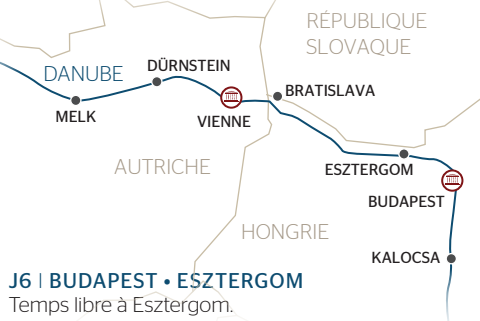 RÉPUBLIQUE
SLOVAQUE
DANUBE
DÜRNSTEIN
MELK
VIENNE
BRATISLAVA
AUTRICHE
ESZTERGOM
BUDAPEST
HONGRIE
KALOCSA
J6 | BUDAPEST • ESZTERGOM
Temps libre à Esztergom.